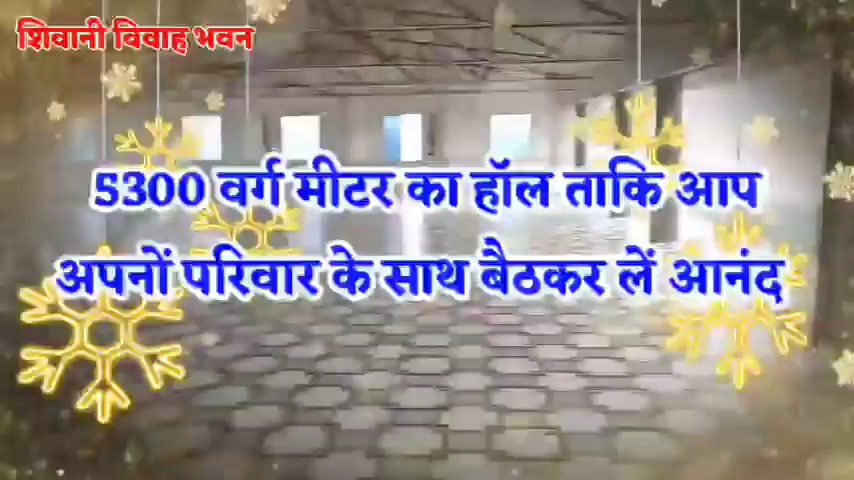 शिवानी विवाह भवन
5300 वर्ग मीटर का हॉल ताकि आप
अपनों परिवार के साथ बैठकर लें आनंद